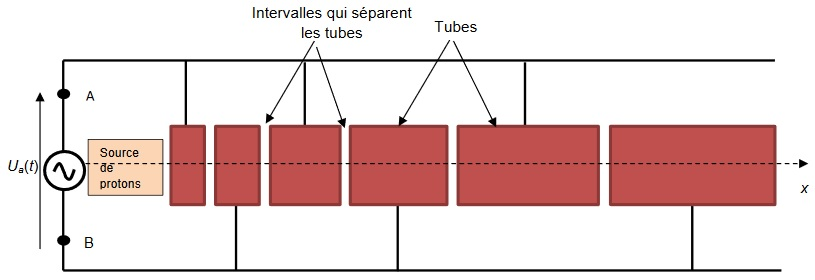 Intervalles qui séparent
les tubes
Tubes
A
Source
de
protons
Ua(t)
x
B